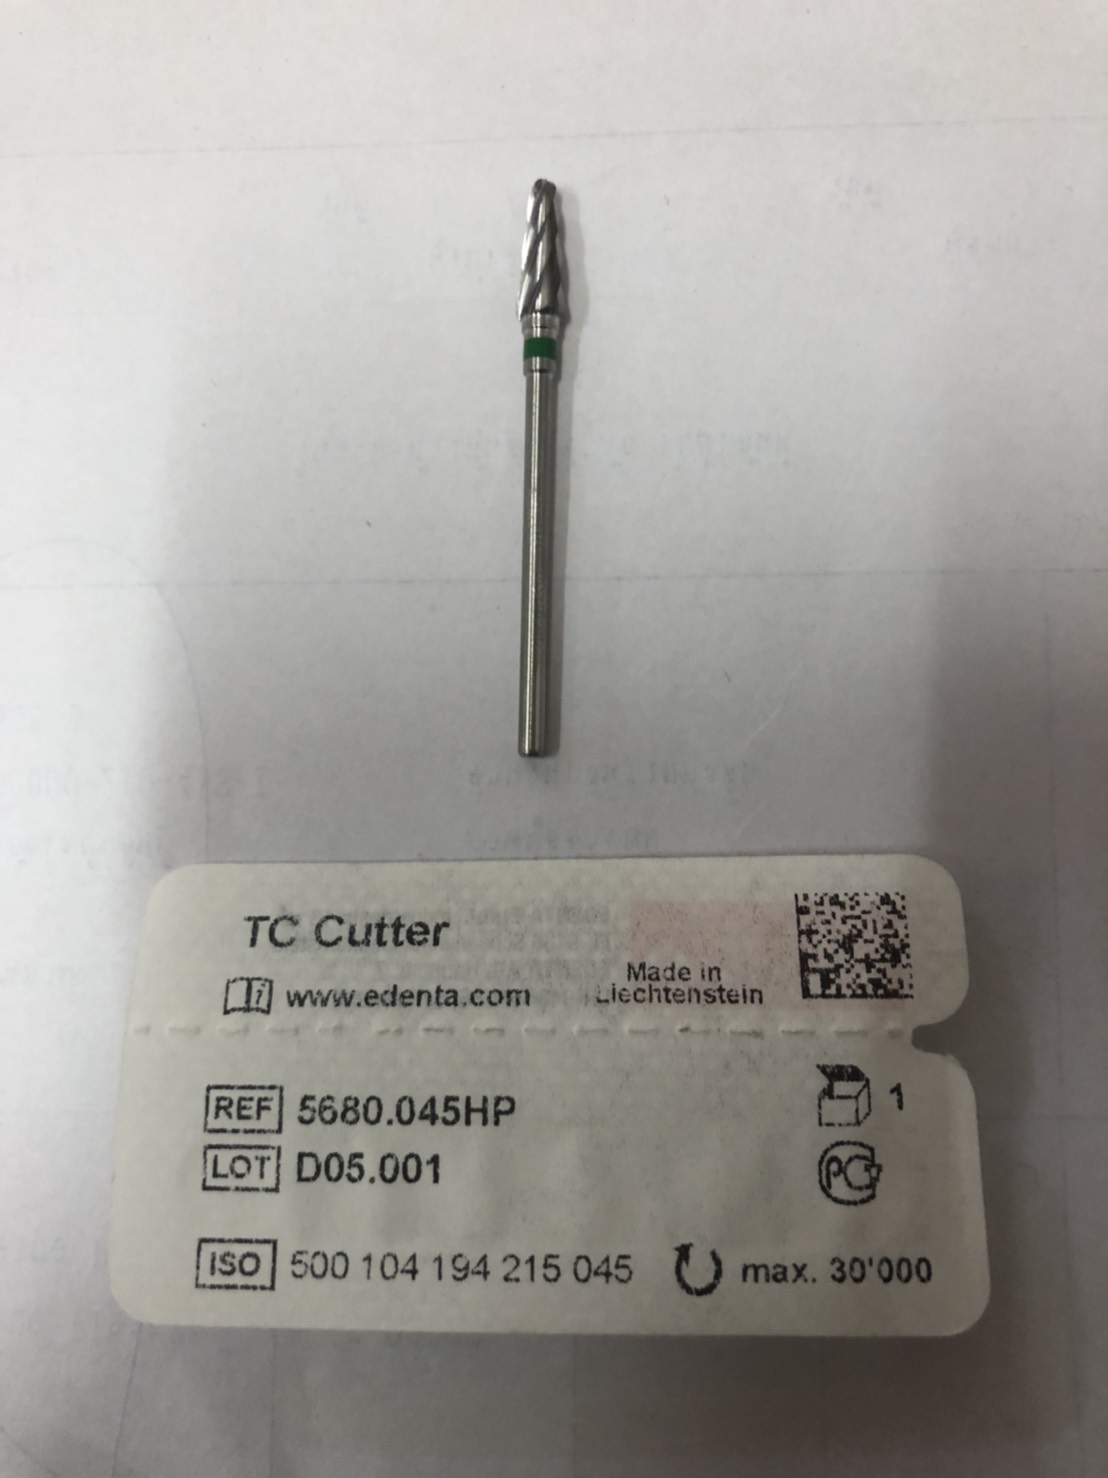 TC Cutter
www.edenta.com
Made in
Liechtenstein
REF 5680.045HP
1
LOT D05.001
PG
ISO 500 104 194 215 045
max. 30'000